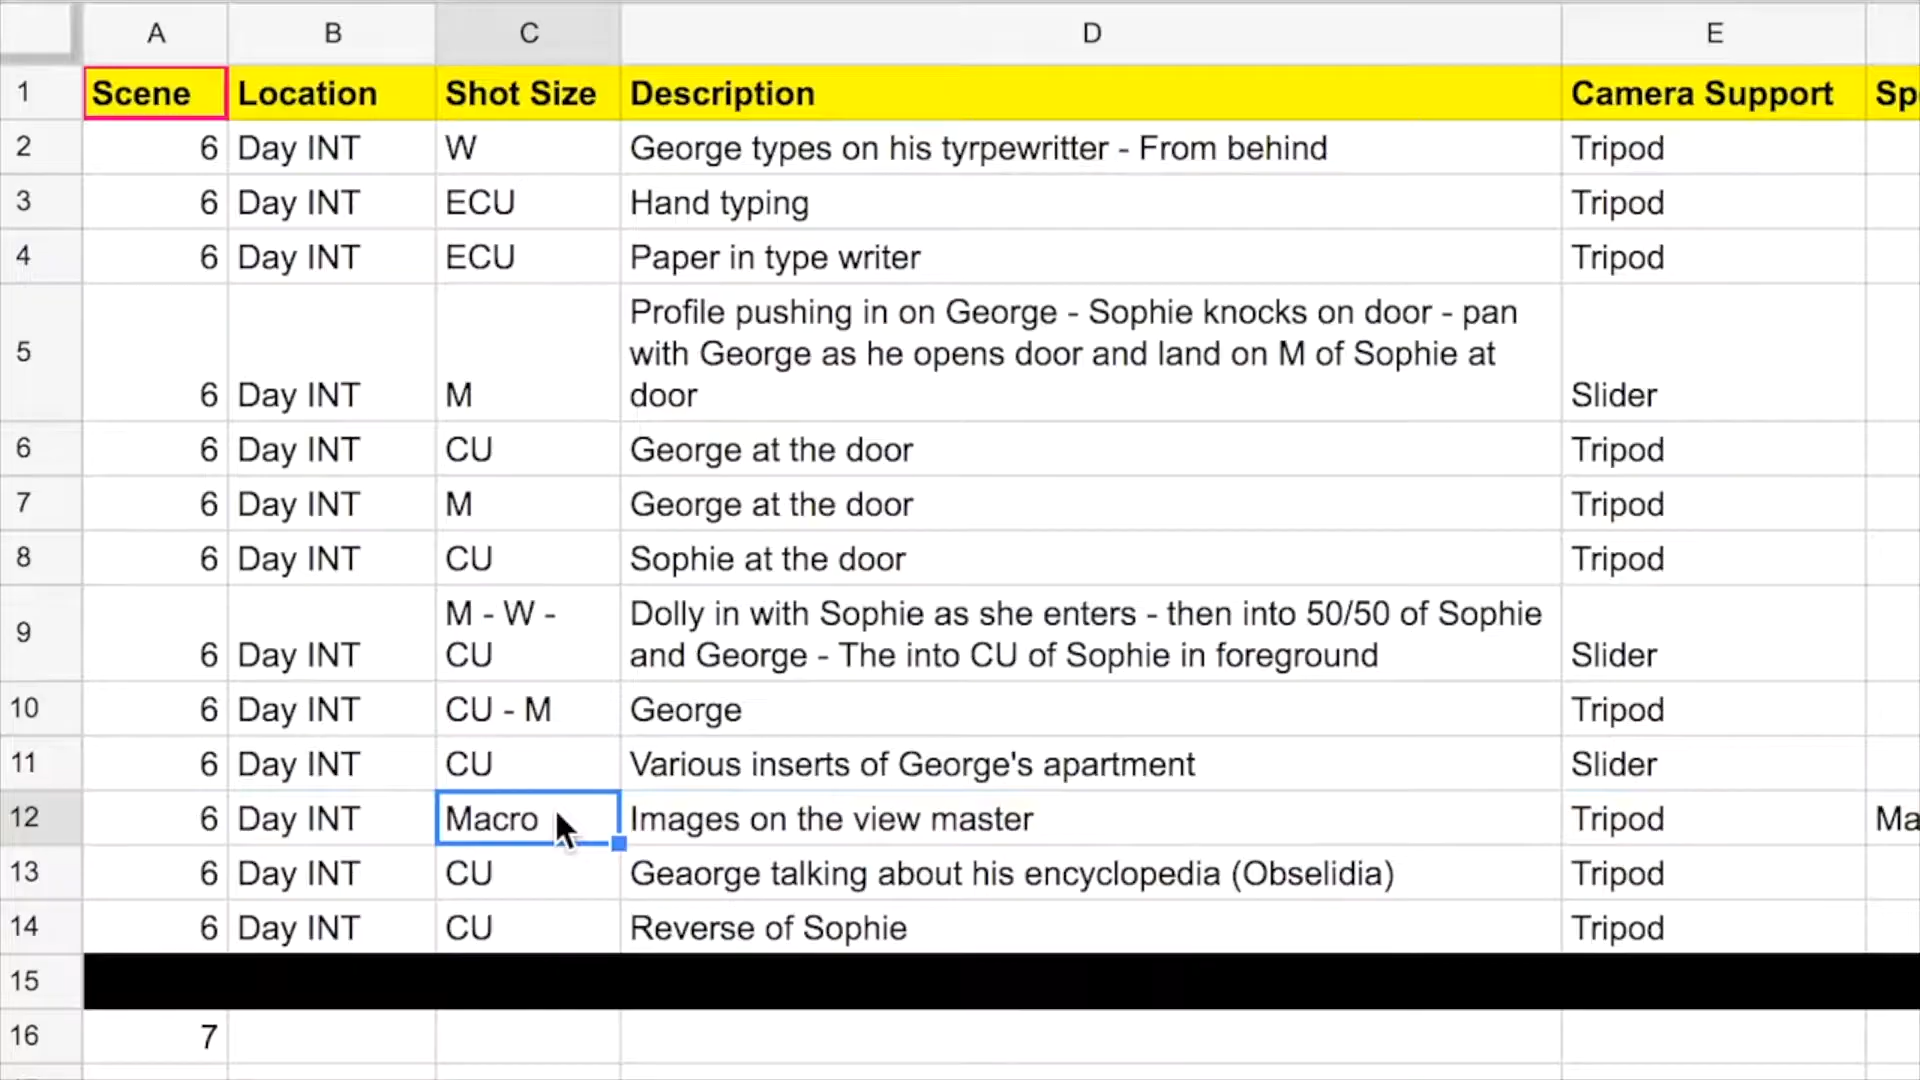 A B C D E
1 Scene Location Shot Size Description Camera Support Sp
2 6 Day INT W George types on his tyrpewritter - From behind Tripod
3 6 Day INT ECU Hand typing Tripod
4 6 Day INT ECU Paper in type writer Tripod
Profile pushing in on George - Sophie knocks on door - pan
5 with George as he opens door and land on M of Sophie at
6 Day INT M door Slider
6 6 Day INT CU George at the door Tripod
7 6 Day INT M George at the door Tripod
8 6 Day INT CU Sophie at the door Tripod
9 M - W - Dolly in with Sophie as she enters - then into 50/50 of Sophie
6 Day INT CU and George - The into CU of Sophie in foreground Slider
10 6 Day INT CU - M George Tripod
11 6 Day INT CU Various inserts of George's apartment Slider
12 6 Day INT Macro Images on the view master Tripod Ma
13 6 Day INT CU Geaorge talking about his encyclopedia (Obselidia) Tripod
14 6 Day INT CU Reverse of Sophie Tripod
15
16 7